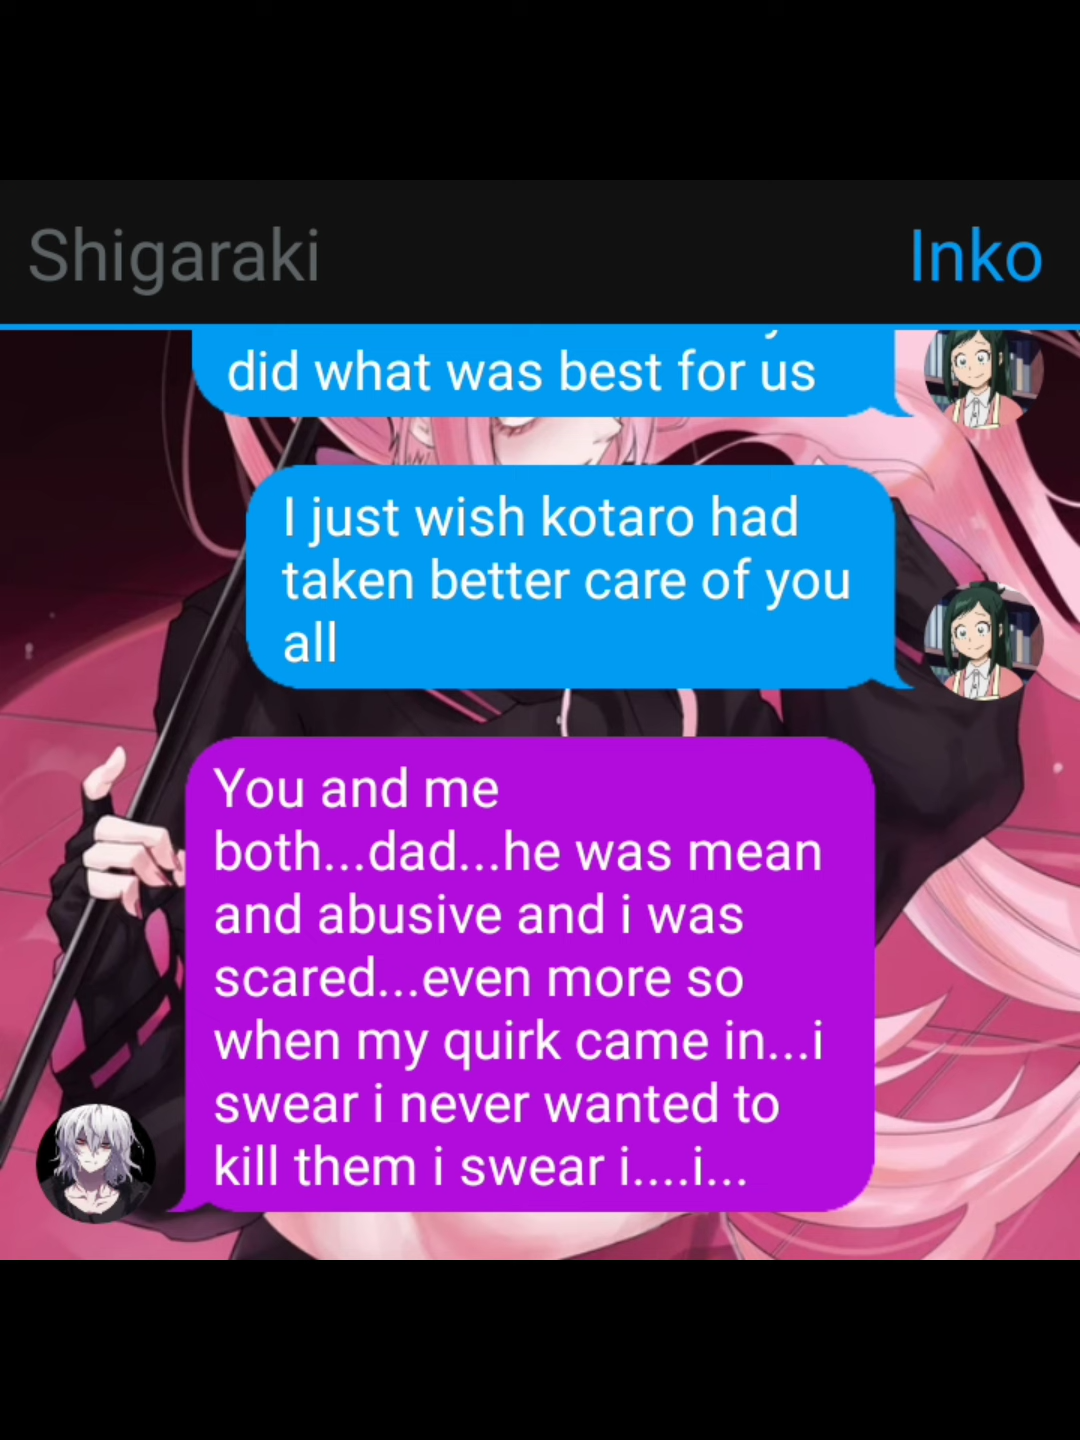 Shigaraki
Inko
did what was best for us
I just wish kotaro had
taken better care of you
all
You and me
both...dad...he was mean
and abusive and i was
scared...even more so
when my quirk came in...i
swear i never wanted to
kill them i swear i....i...